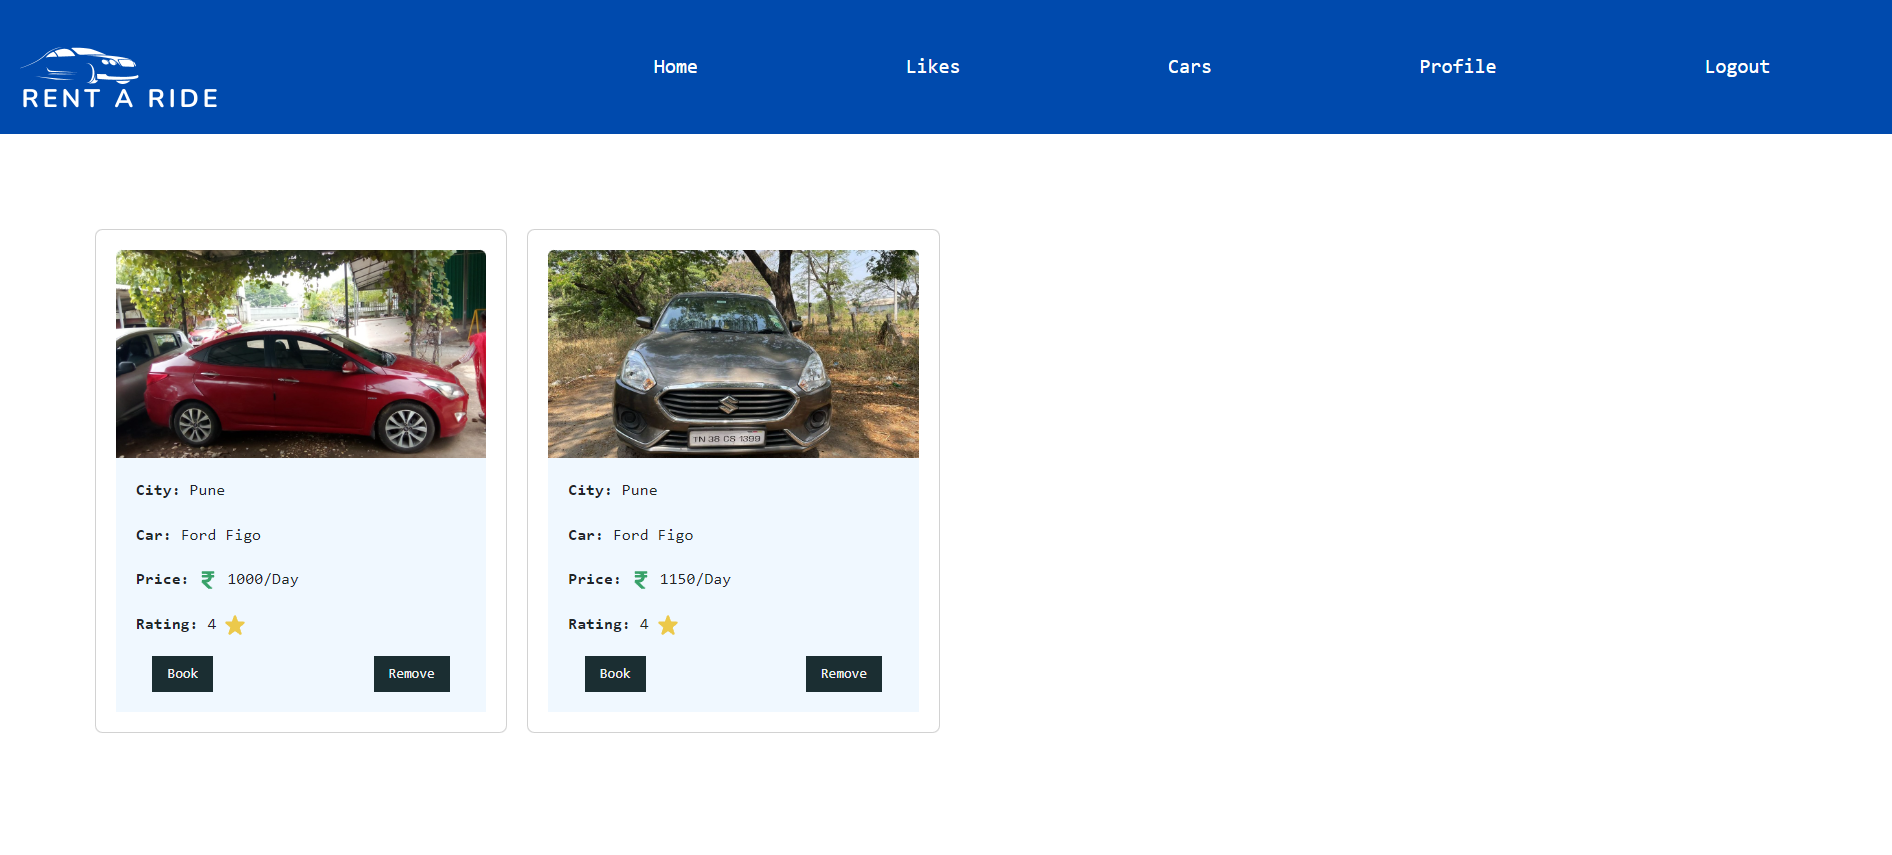 RENT A RIDE
Home Likes Cars Profile Logout
TN 38 CS 1399
City: Pune
Car: Ford Figo
Price: ₹ 1000/Day
Rating: 4
Book Remove
City: Pune
Car: Ford Figo
Price: ₹ 1150/Day
Rating: 4
Book Remove